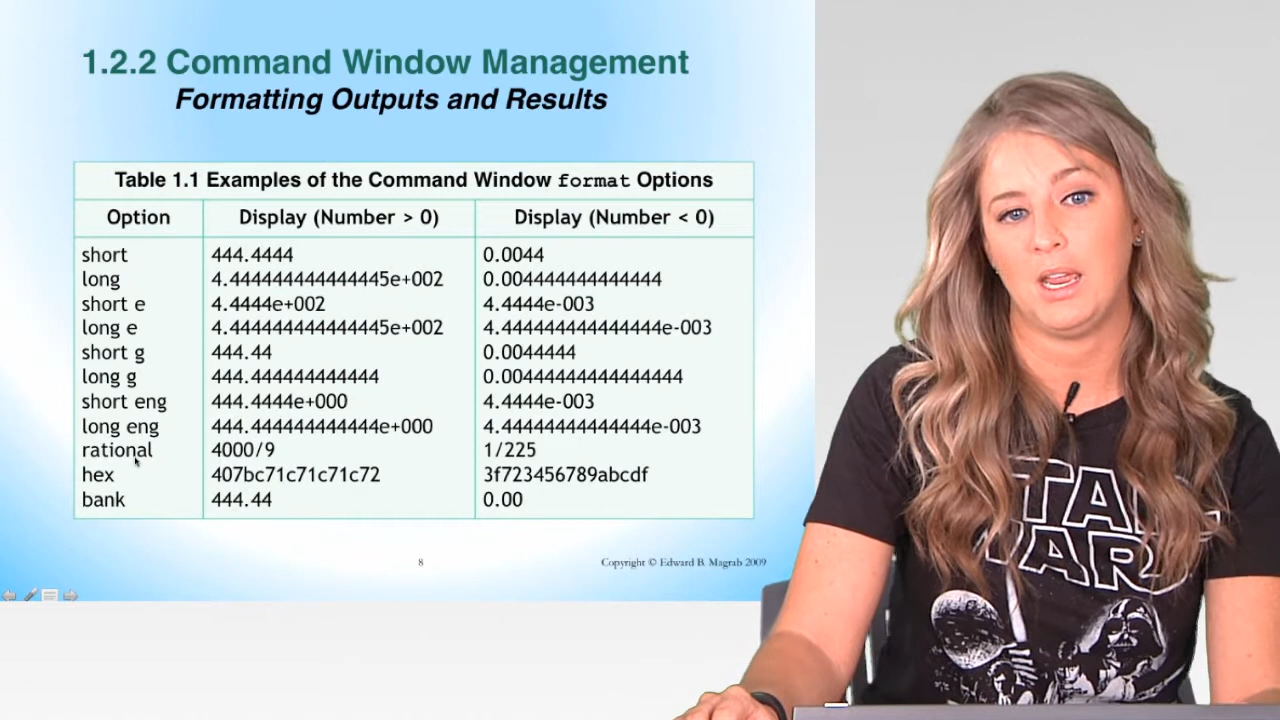 1.2.2 Command Window Management
Formatting Outputs and Results
Table 1.1 Examples of the Command Window format Options
Option Display (Number > 0) Display (Number < 0)
short 444.4444 0.0044
long 4.444444444444445e+002 0.004444444444444
short e 4.4444e+002 4.4444e-003
long e 4.444444444444445e+002 4.444444444444444e-003
short g 444.44 0.0044444
long g 444.444444444444 0.00444444444444444
short eng 444.4444e+000 4.4444e-003
long eng 444.444444444444e+000 4.44444444444444e-003
rational 4000/9 1/225
hex 407bc71c71c71c72 3f723456789abcdf
bank 444.44 0.00
8 Copyright © Edward B. Magrab 2009